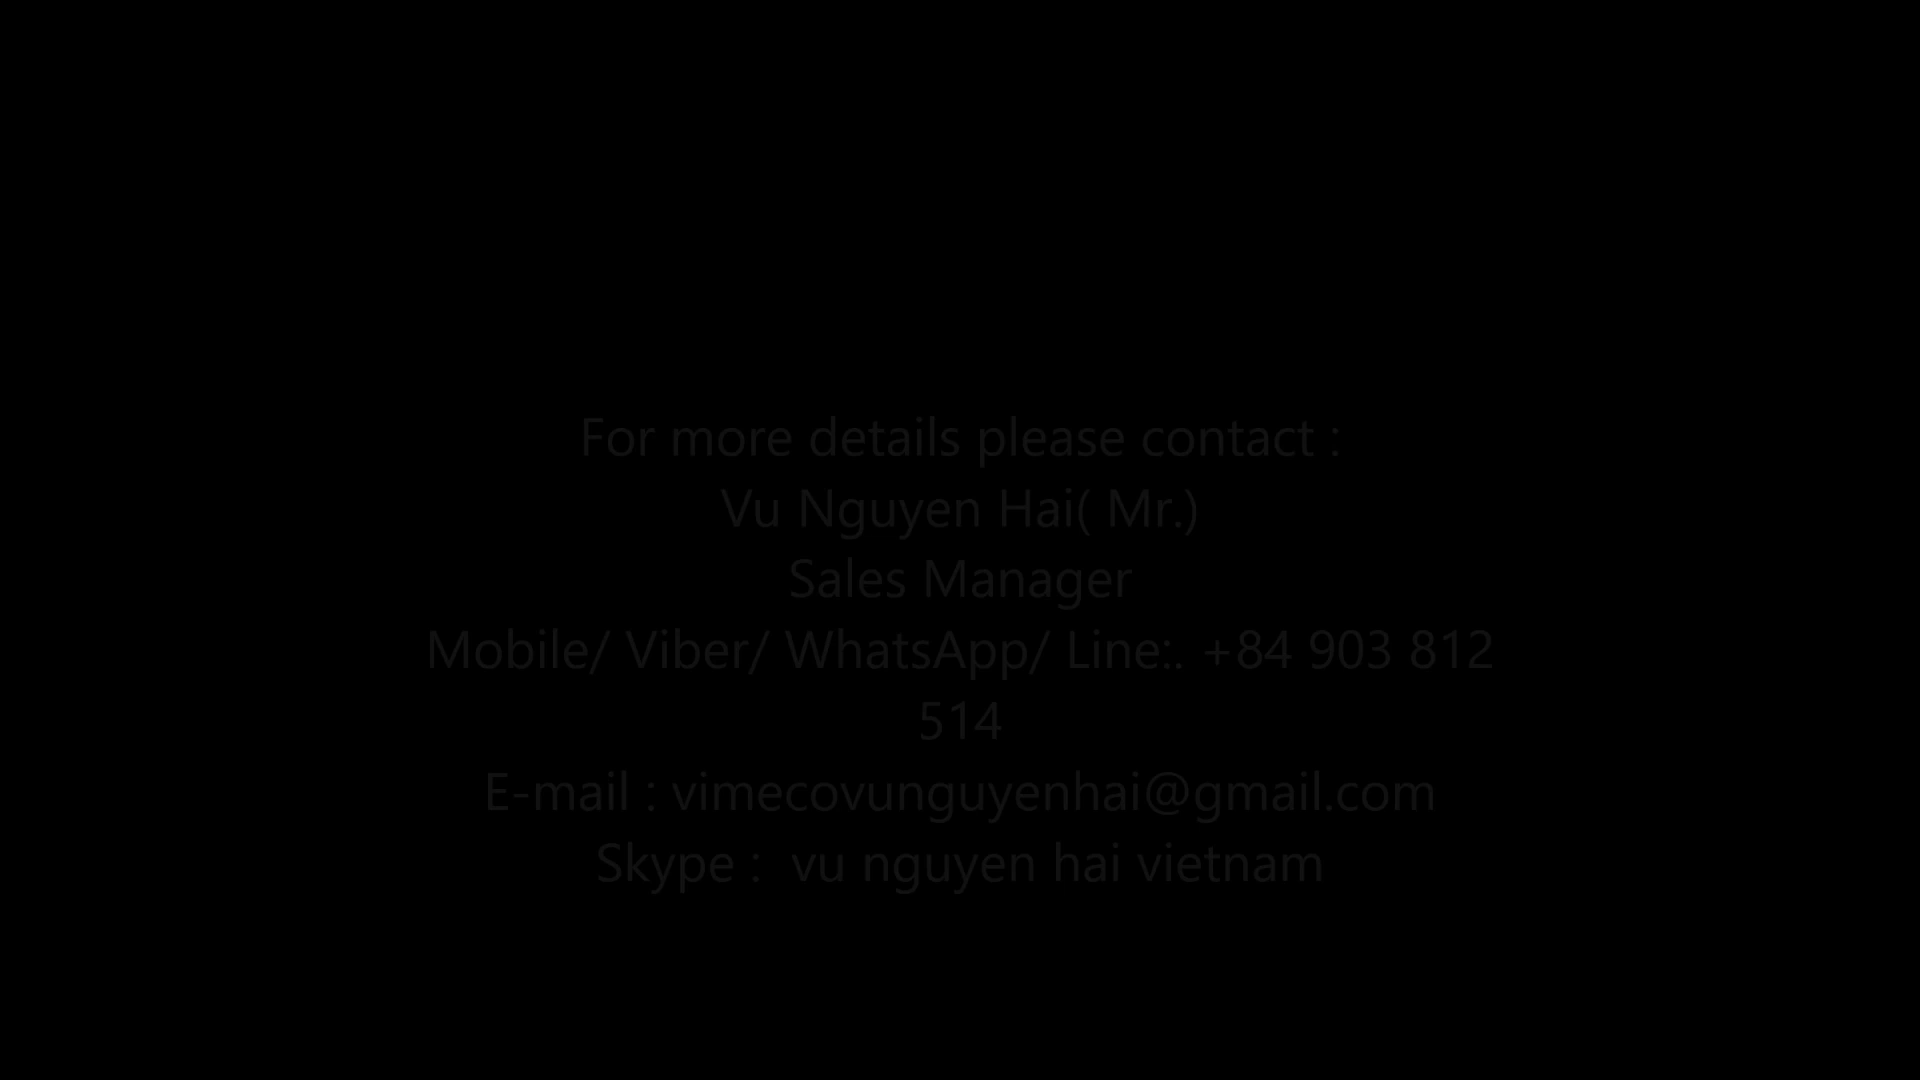 For more details please contact :
Vu Nguyen Hai( Mr.)
Sales Manager
Mobile/ Viber/ WhatsApp/ Line:. +84 903 812
514
E-mail : vimecovunguyenhai@gmail.com
Skype :  vu nguyen hai vietnam